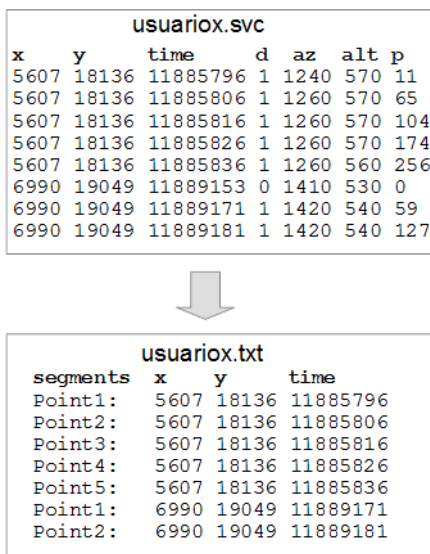 usuariox.svc
x y time d az alt p
5607 18136 11885796 1 1240 570 11
5607 18136 11885806 1 1260 570 65
5607 18136 11885816 1 1260 570 104
5607 18136 11885826 1 1260 570 174
5607 18136 11885836 1 1260 560 256
6990 19049 11889153 0 1410 530 0
6990 19049 11889171 1 1420 540 59
6990 19049 11889181 1 1420 540 127
usuariox.txt
segments x y time
Point1: 5607 18136 11885796
Point2: 5607 18136 11885806
Point3: 5607 18136 11885816
Point4: 5607 18136 11885826
Point5: 5607 18136 11885836
Point1: 6990 19049 11889171
Point2: 6990 19049 11889181